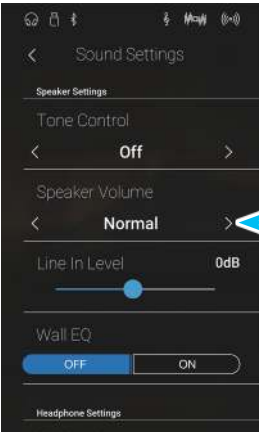 Sound Settings
Speaker Settings
Tone Control
Off
Speaker Volume
Normal
Line In Level 0dB
Wall EQ
OFF ON
Headphone Settings